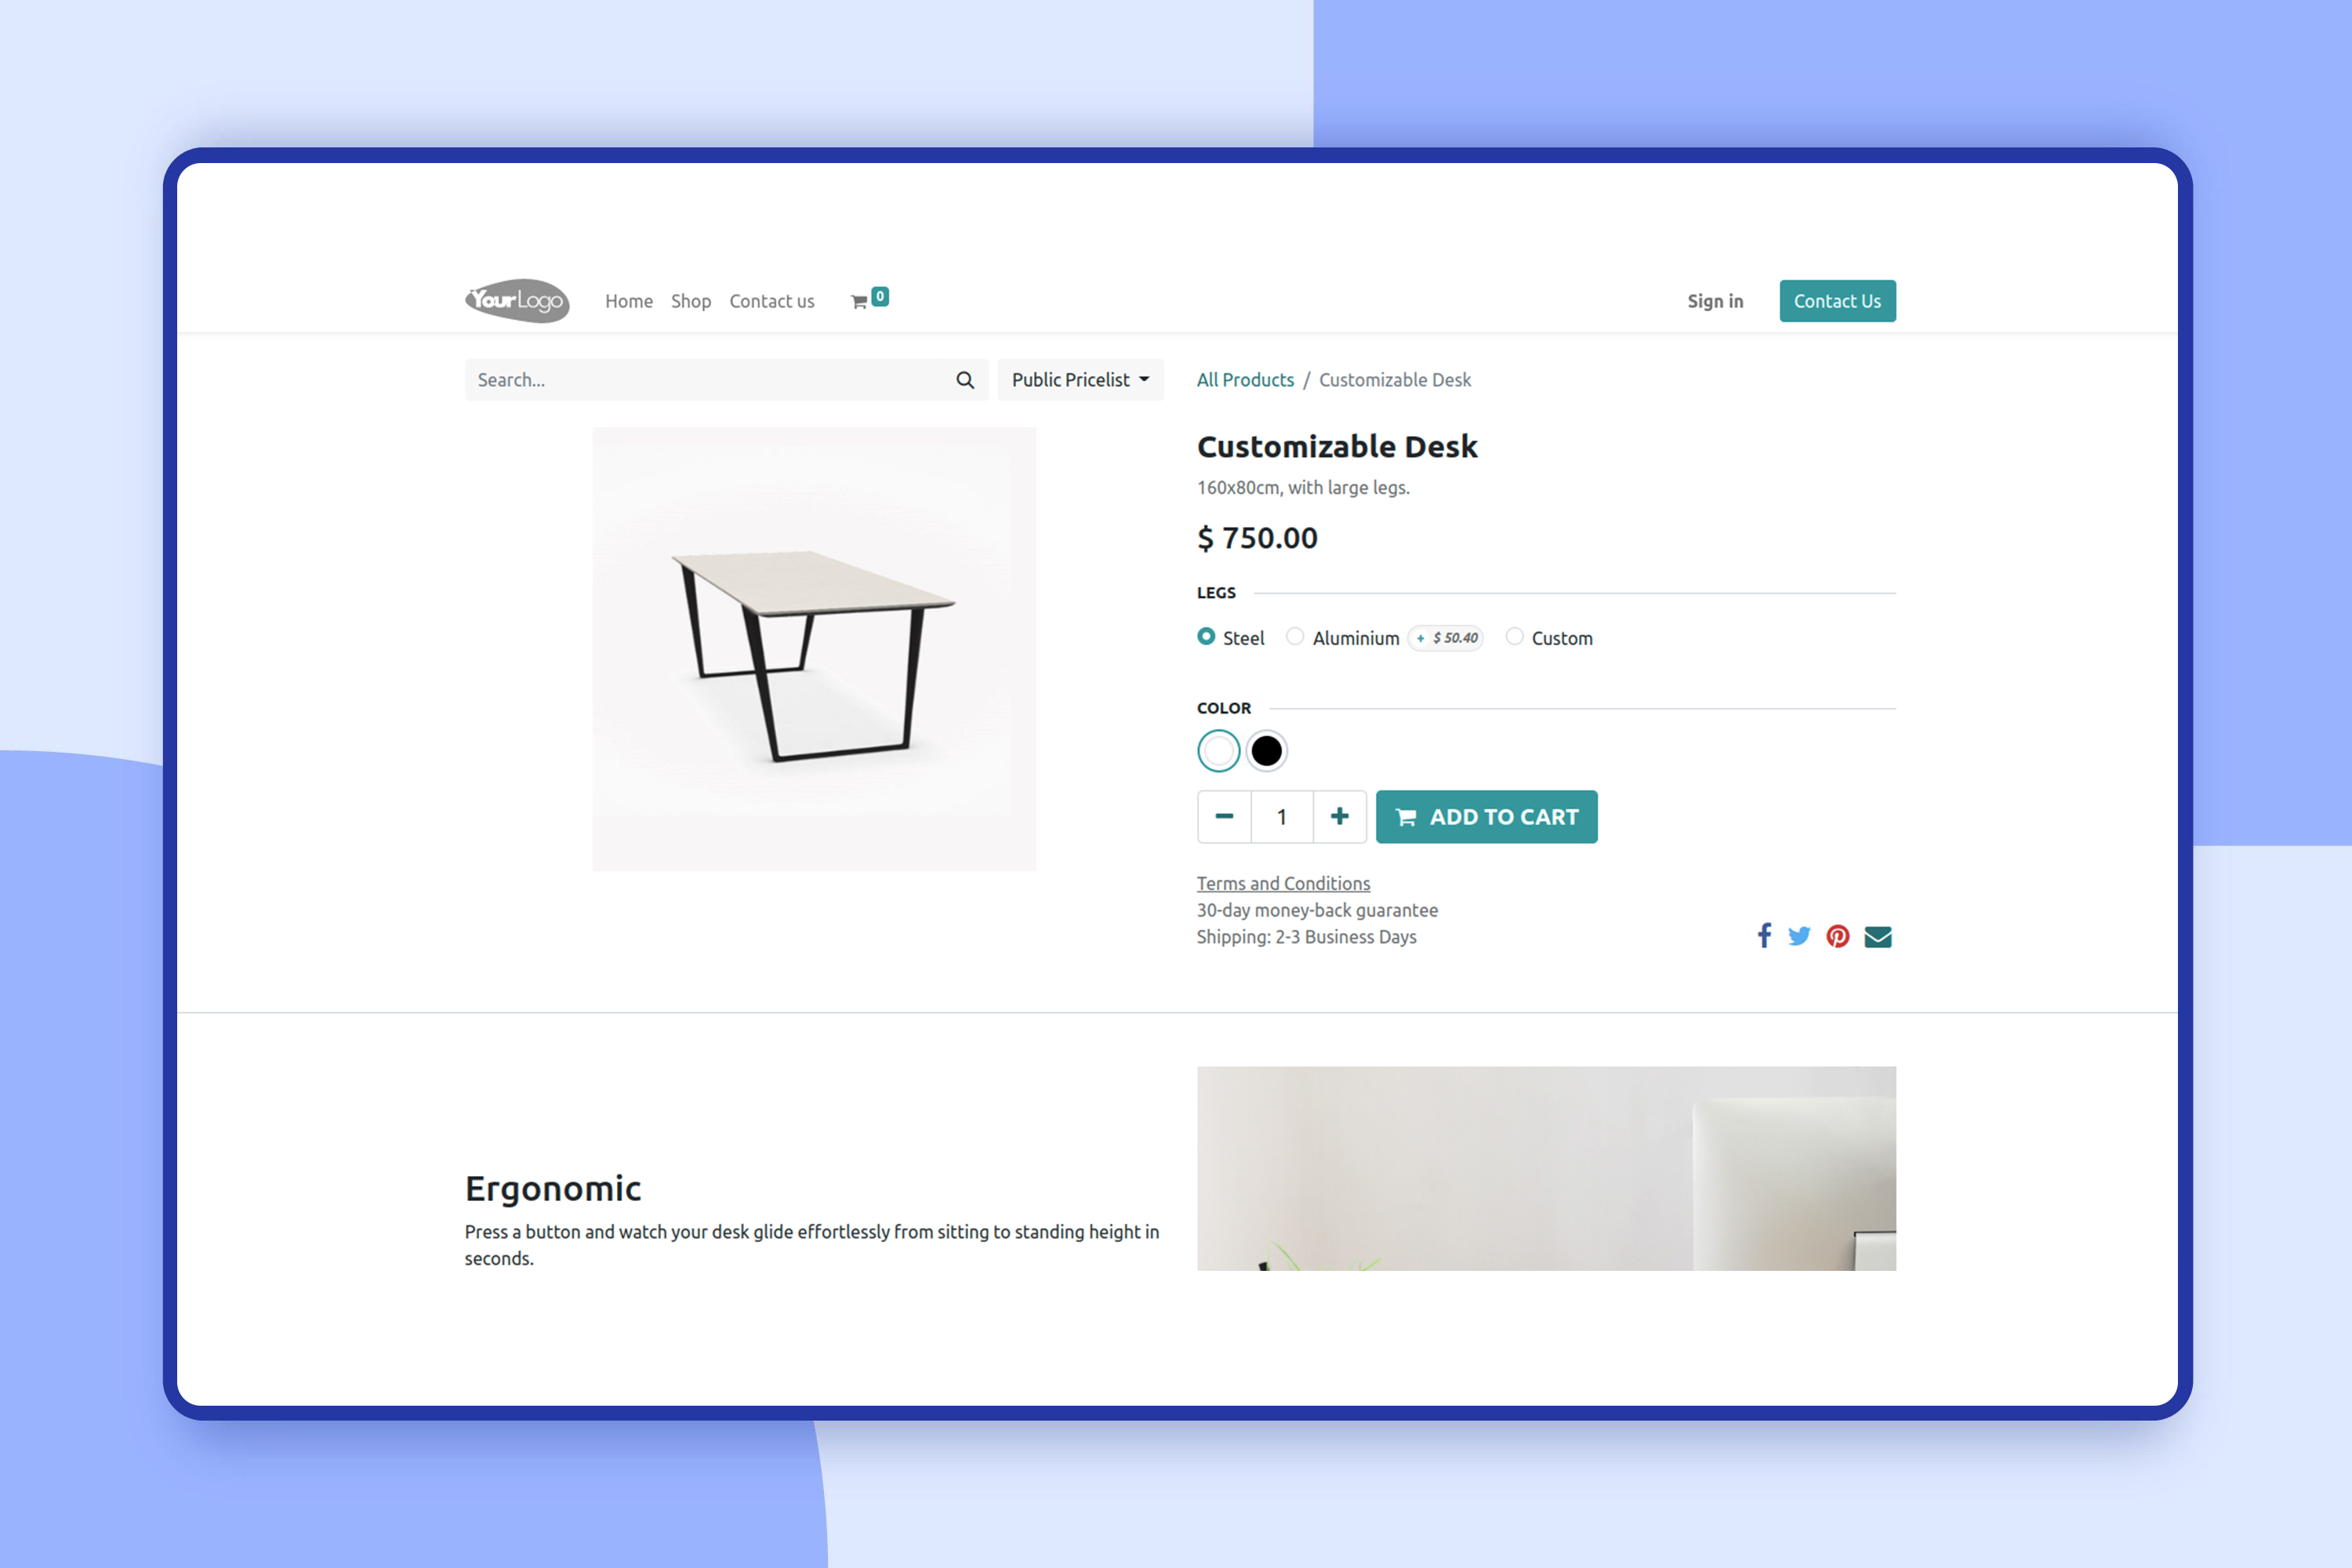 YourLogo
Home Shop Contact us 0
Sign in Contact Us
Search...
Public Pricelist
All Products / Customizable Desk
Customizable Desk
160x80cm, with large legs.
$ 750.00
LEGS
Steel Aluminium + $ 50.40 Custom
COLOR
1 ADD TO CART
Terms and Conditions
30-day money-back guarantee
Shipping: 2-3 Business Days
Ergonomic
Press a button and watch your desk glide effortlessly from sitting to standing height in
seconds.